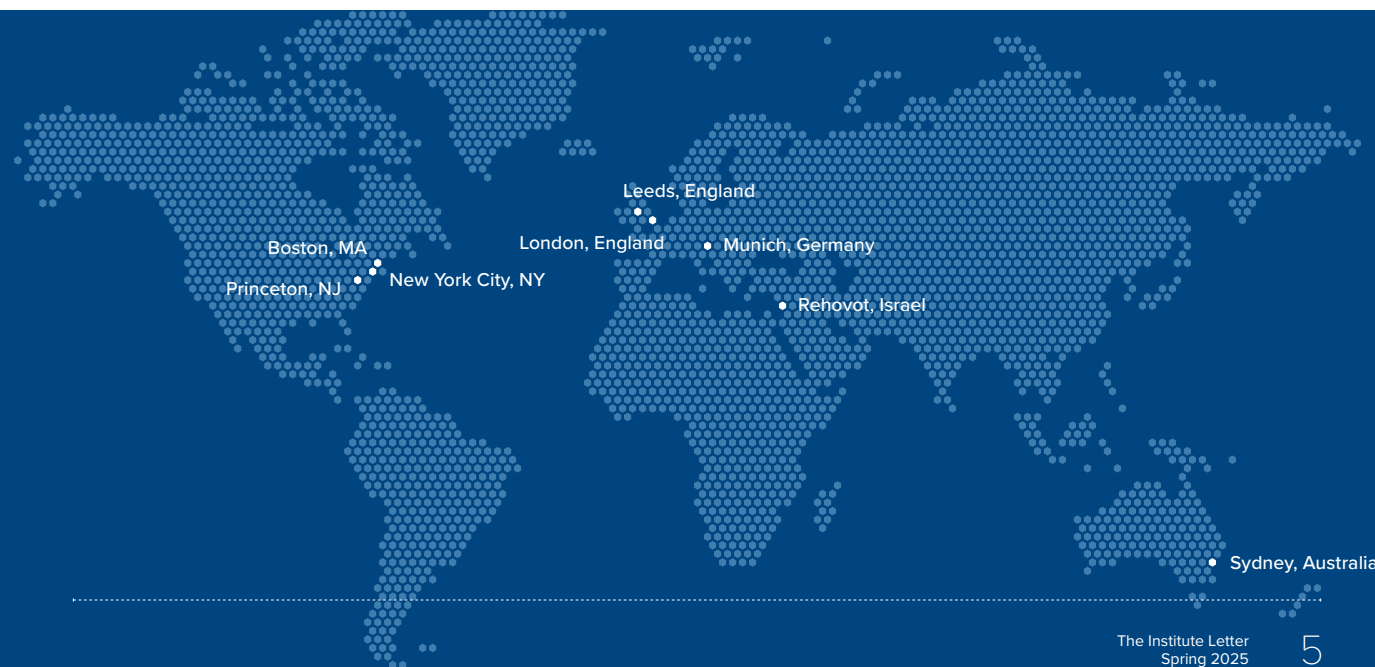 Leeds, England
London, England
Munich, Germany
Boston, MA
New York City, NY
Princeton, NJ
Rehovot, Israel
Sydney, Australia
The Institute Letter
Spring 2025
5